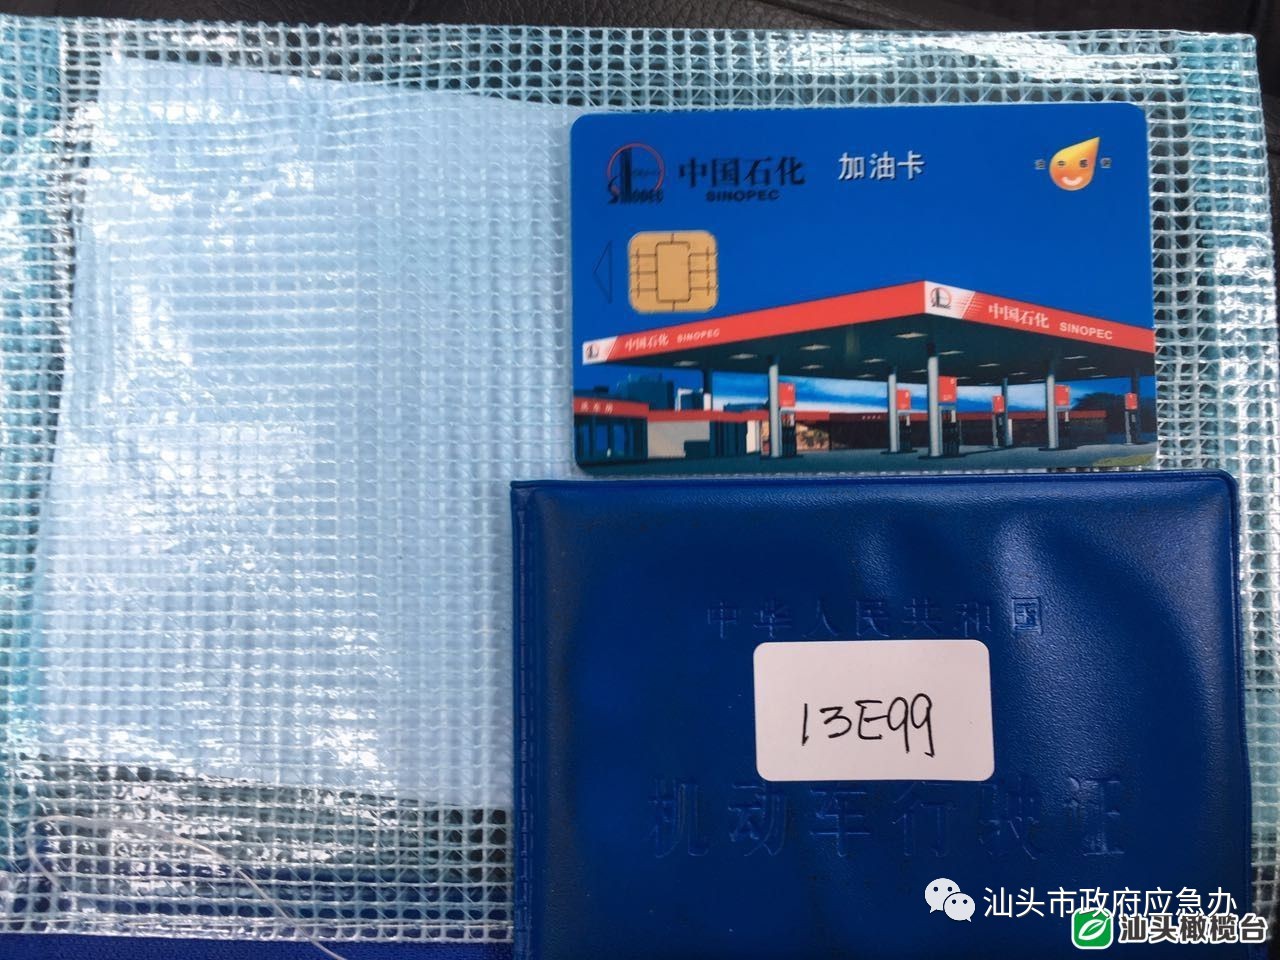 中国石化
SINOPEC
加油卡
SINOPEC
中国石化 SINOPEC
中国石化 SINOPEC
中华人民共和国
13E99
机动车行驶证
汕头市政府应急办
汕头橄榄台